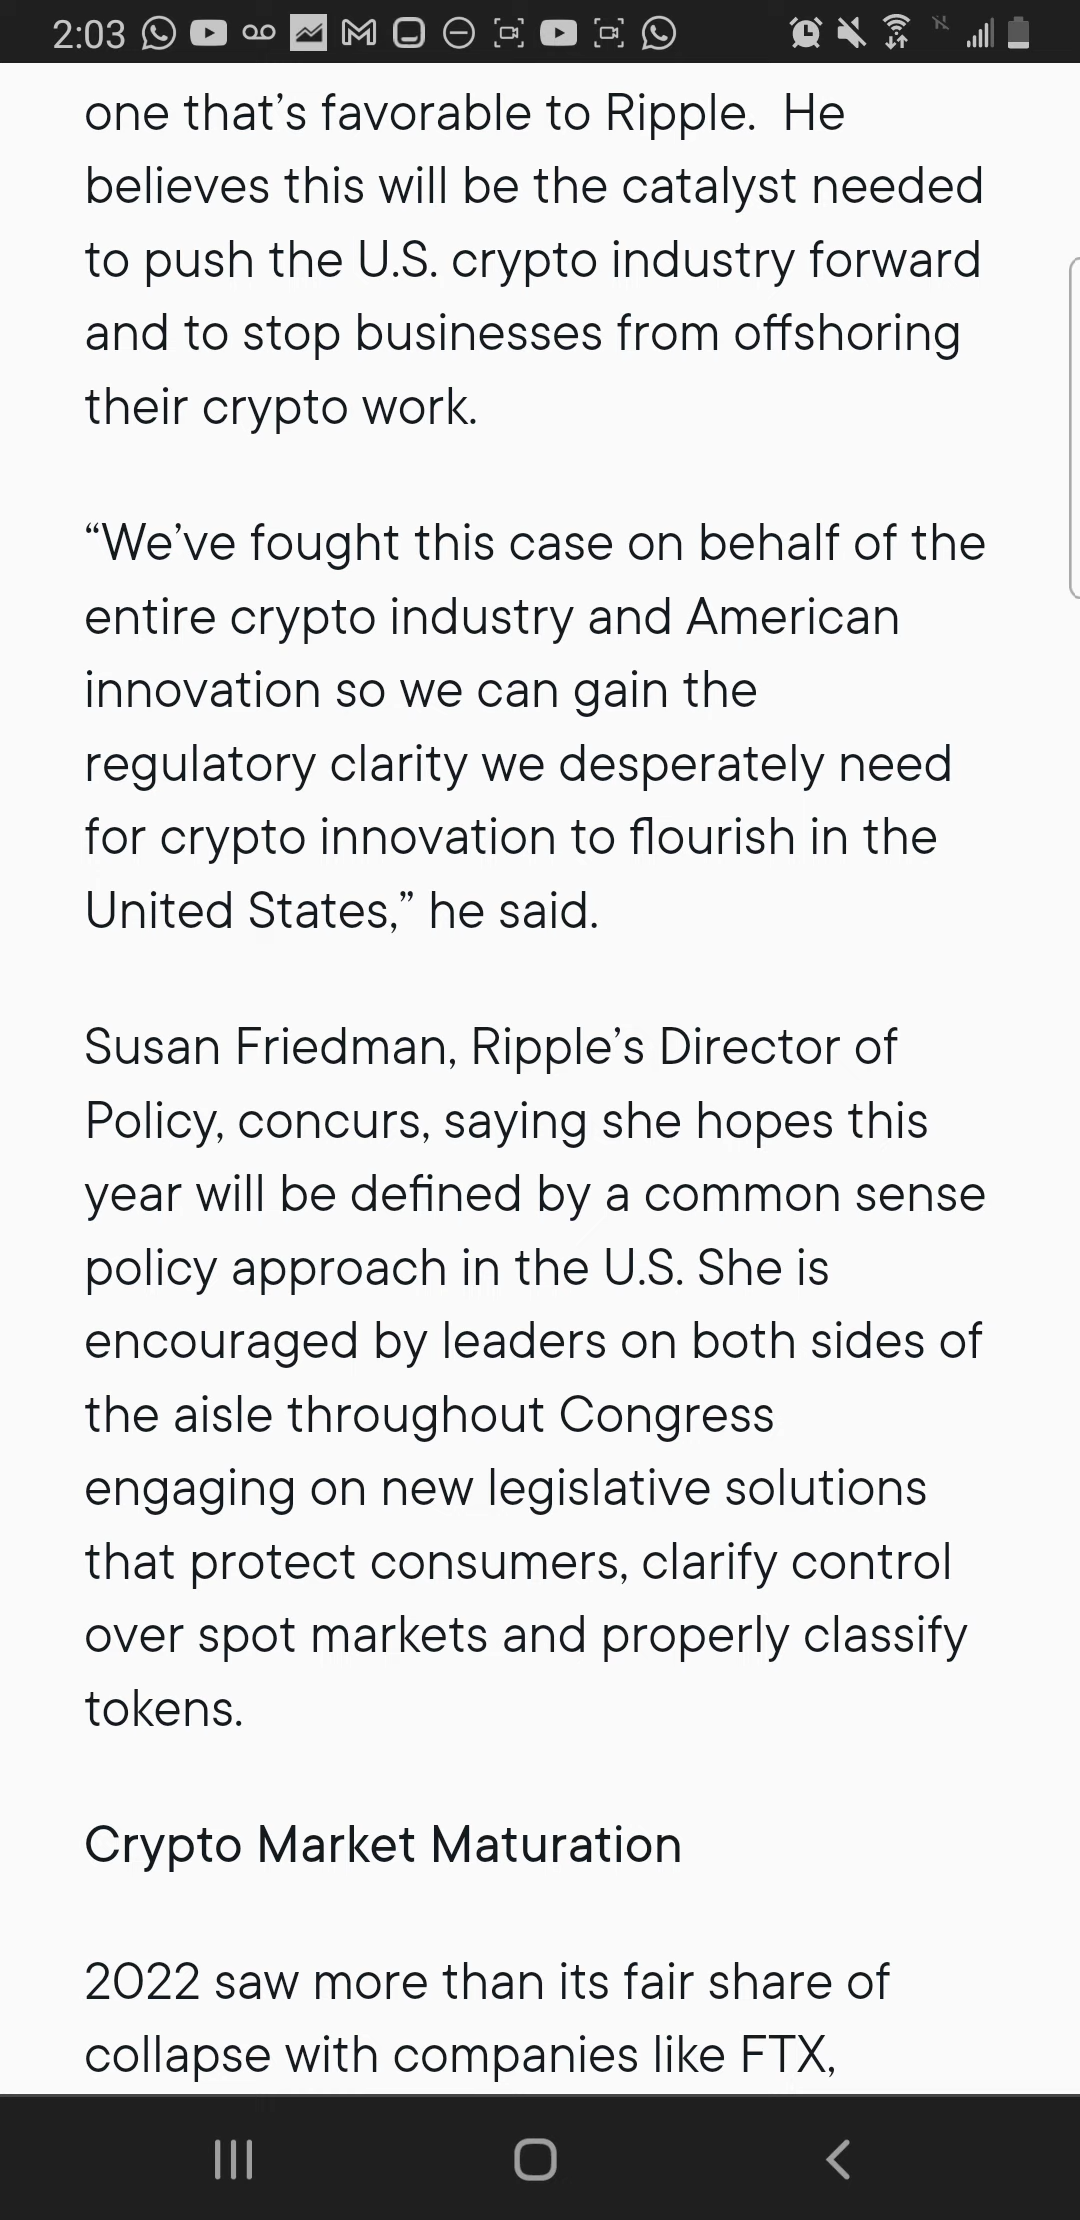 2:03
one that’s favorable to Ripple.  He
believes this will be the catalyst needed
to push the U.S. crypto industry forward
and to stop businesses from offshoring
their crypto work.
“We’ve fought this case on behalf of the
entire crypto industry and American
innovation so we can gain the
regulatory clarity we desperately need
for crypto innovation to flourish in the
United States,” he said.
Susan Friedman, Ripple’s Director of
Policy, concurs, saying she hopes this
year will be defined by a common sense
policy approach in the U.S. She is
encouraged by leaders on both sides of
the aisle throughout Congress
engaging on new legislative solutions
that protect consumers, clarify control
over spot markets and properly classify
tokens.
Crypto Market Maturation
2022 saw more than its fair share of
collapse with companies like FTX,